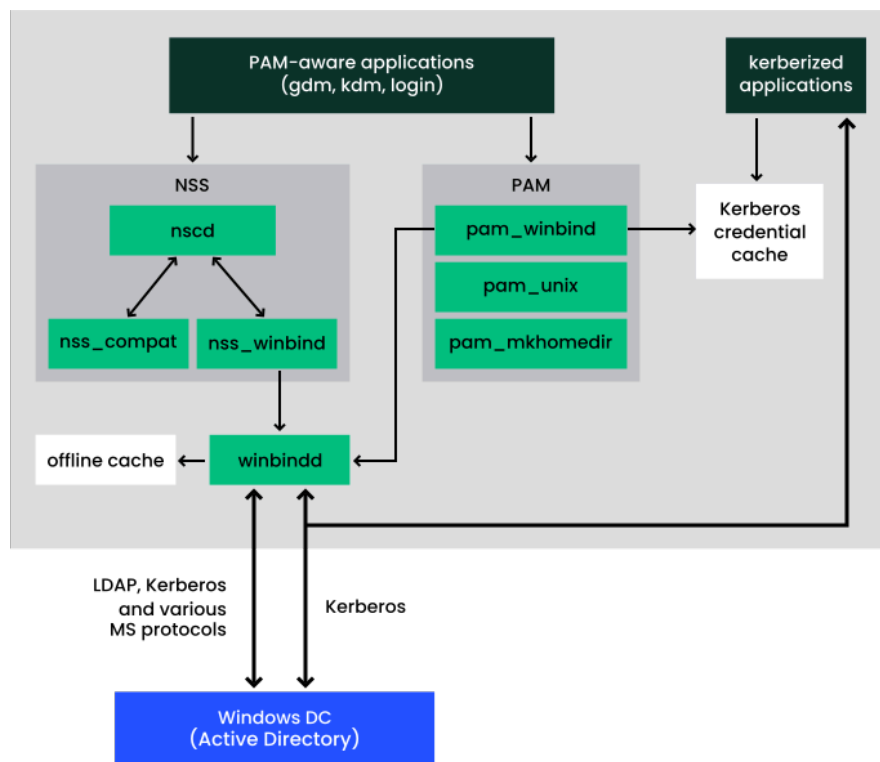 PAM-aware applications
(gdm, kdm, login)
kerberized
applications
NSS
nscd
nss_compat
nss_winbind
PAM
pam_winbind
pam_unix
pam_mkhomedir
Kerberos
credential
cache
offline cache
winbindd
LDAP, Kerberos
and various
MS protocols
Kerberos
Windows DC
(Active Directory)